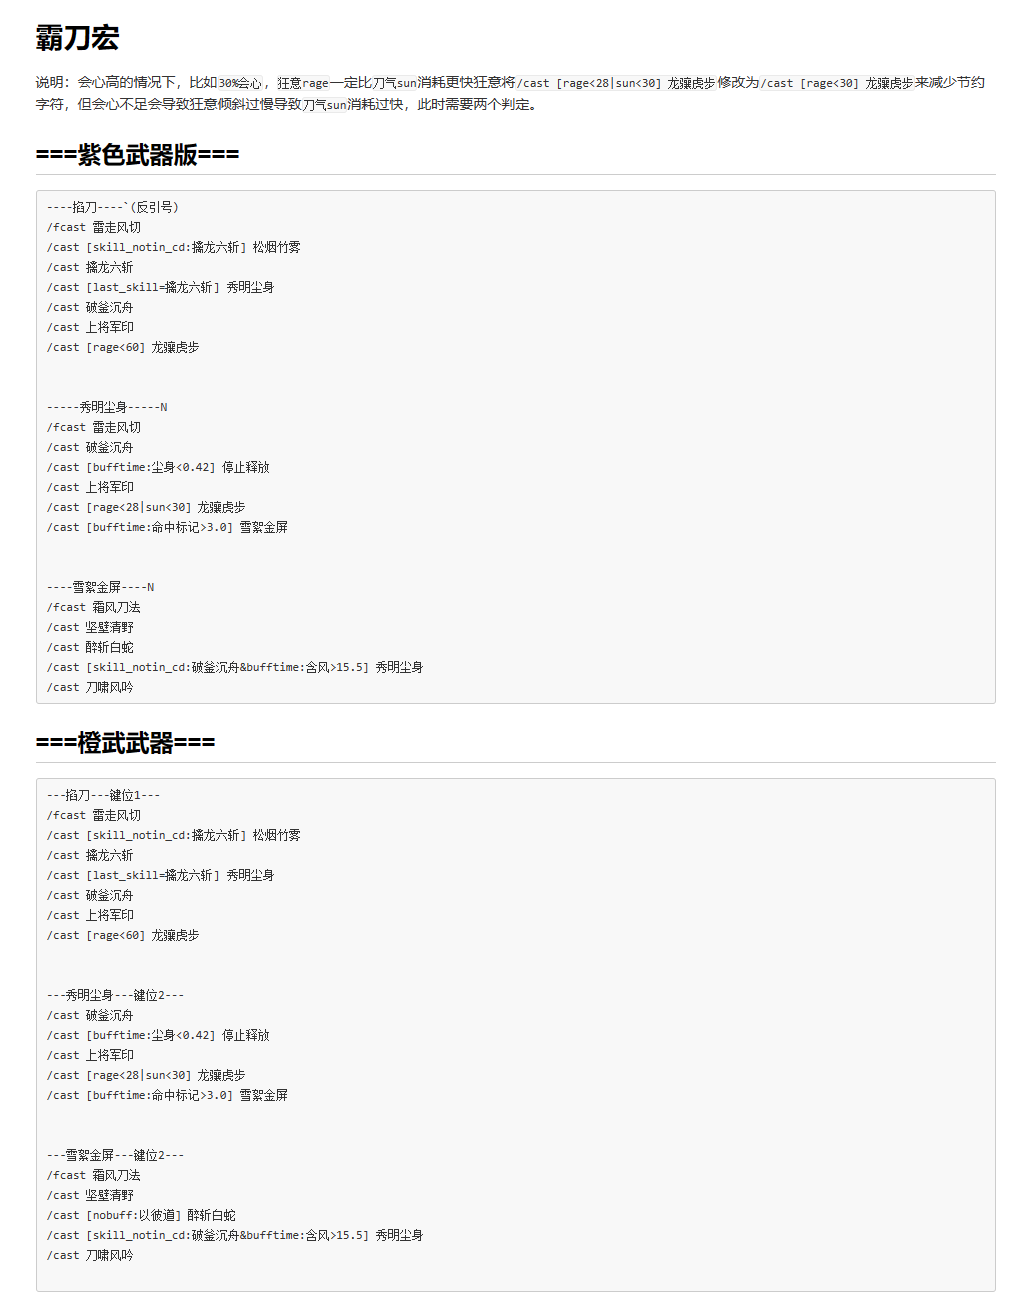 霸刀宏
说明：会心高的情况下，比如30%会心，狂意rage一定比刀气sun消耗更快狂意将/cast [rage<28|sun<30] 龙骧虎步修改为/cast [rage<30] 龙骧虎步来减少节约
字符，但会心不足会导致狂意倾斜过慢导致刀气sun消耗过快，此时需要两个判定。
===紫色武器版===
----掐刀----`(反引号)
/fcast 雷走风切
/cast [skill_notin_cd:擒龙六斩] 松烟竹雾
/cast 擒龙六斩
/cast [last_skill=擒龙六斩] 秀明尘身
/cast 破釜沉舟
/cast 上将军印
/cast [rage<60] 龙骧虎步
-----秀明尘身-----N
/fcast 雷走风切
/cast 破釜沉舟
/cast [bufftime:尘身<0.42] 停止释放
/cast 上将军印
/cast [rage<28|sun<30] 龙骧虎步
/cast [bufftime:命中标记>3.0] 雪絮金屏
----雪絮金屏----N
/fcast 霜风刀法
/cast 坚壁清野
/cast 醉斩白蛇
/cast [skill_notin_cd:破釜沉舟&bufftime:含风>15.5] 秀明尘身
/cast 刀啸风吟
===橙武武器===
---掐刀---键位1---
/fcast 雷走风切
/cast [skill_notin_cd:擒龙六斩] 松烟竹雾
/cast 擒龙六斩
/cast [last_skill=擒龙六斩] 秀明尘身
/cast 破釜沉舟
/cast 上将军印
/cast [rage<60] 龙骧虎步
---秀明尘身---键位2---
/cast 破釜沉舟
/cast [bufftime:尘身<0.42] 停止释放
/cast 上将军印
/cast [rage<28|sun<30] 龙骧虎步
/cast [bufftime:命中标记>3.0] 雪絮金屏
---雪絮金屏---键位2---
/fcast 霜风刀法
/cast 坚壁清野
/cast [nobuff:以彼道] 醉斩白蛇
/cast [skill_notin_cd:破釜沉舟&bufftime:含风>15.5] 秀明尘身
/cast 刀啸风吟